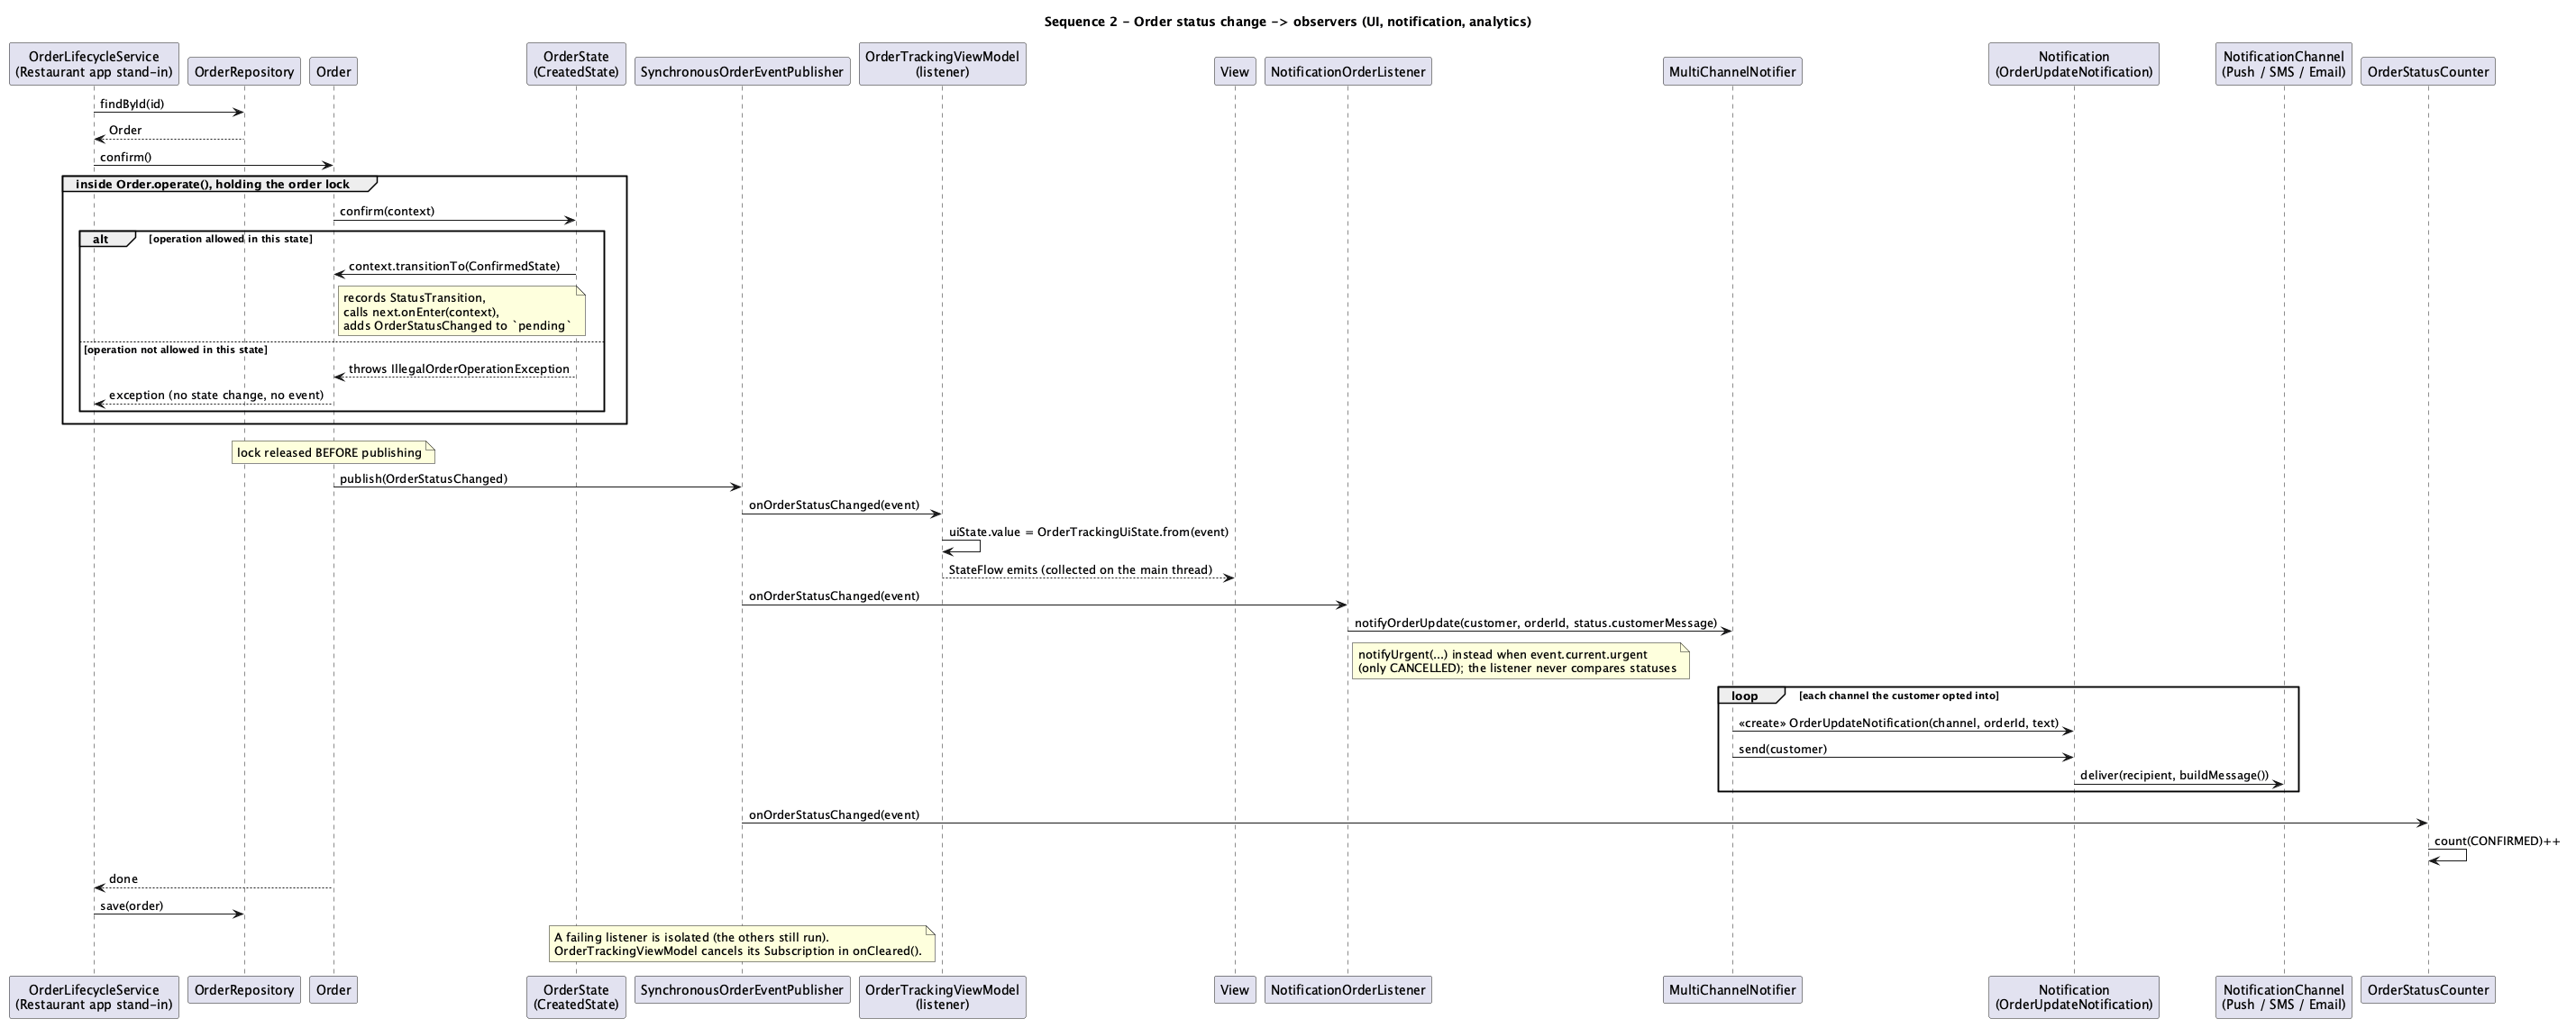 Sequence 2 - Order status change -> observers (UI, notification, analytics)
OrderLifecycleService
(Restaurant app stand-in)
OrderRepository
Order
OrderState
(CreatedState)
SynchronousOrderEventPublisher
OrderTrackingViewModel
(listener)
View
NotificationOrderListener
MultiChannelNotifier
Notification
(OrderUpdateNotification)
NotificationChannel
(Push / SMS / Email)
OrderStatusCounter
findById(id)
Order
confirm()
inside Order.operate(), holding the order lock
confirm(context)
alt [operation allowed in this state]
context.transitionTo(ConfirmedState)
records StatusTransition,
calls next.onEnter(context),
adds OrderStatusChanged to `pending`
[operation not allowed in this state]
throws IllegalOrderOperationException
exception (no state change, no event)
lock released BEFORE publishing
publish(OrderStatusChanged)
onOrderStatusChanged(event)
uiState.value = OrderTrackingUiState.from(event)
StateFlow emits (collected on the main thread)
onOrderStatusChanged(event)
notifyOrderUpdate(customer, orderId, status.customerMessage)
notifyUrgent(...) instead when event.current.urgent
(only CANCELLED); the listener never compares statuses
loop [each channel the customer opted into]
«create» OrderUpdateNotification(channel, orderId, text)
send(customer)
deliver(recipient, buildMessage())
onOrderStatusChanged(event)
count(CONFIRMED)++
done
save(order)
A failing listener is isolated (the others still run).
OrderTrackingViewModel cancels its Subscription in onCleared().
OrderLifecycleService
(Restaurant app stand-in)
OrderRepository
Order
OrderState
(CreatedState)
SynchronousOrderEventPublisher
OrderTrackingViewModel
(listener)
View
NotificationOrderListener
MultiChannelNotifier
Notification
(OrderUpdateNotification)
NotificationChannel
(Push / SMS / Email)
OrderStatusCounter